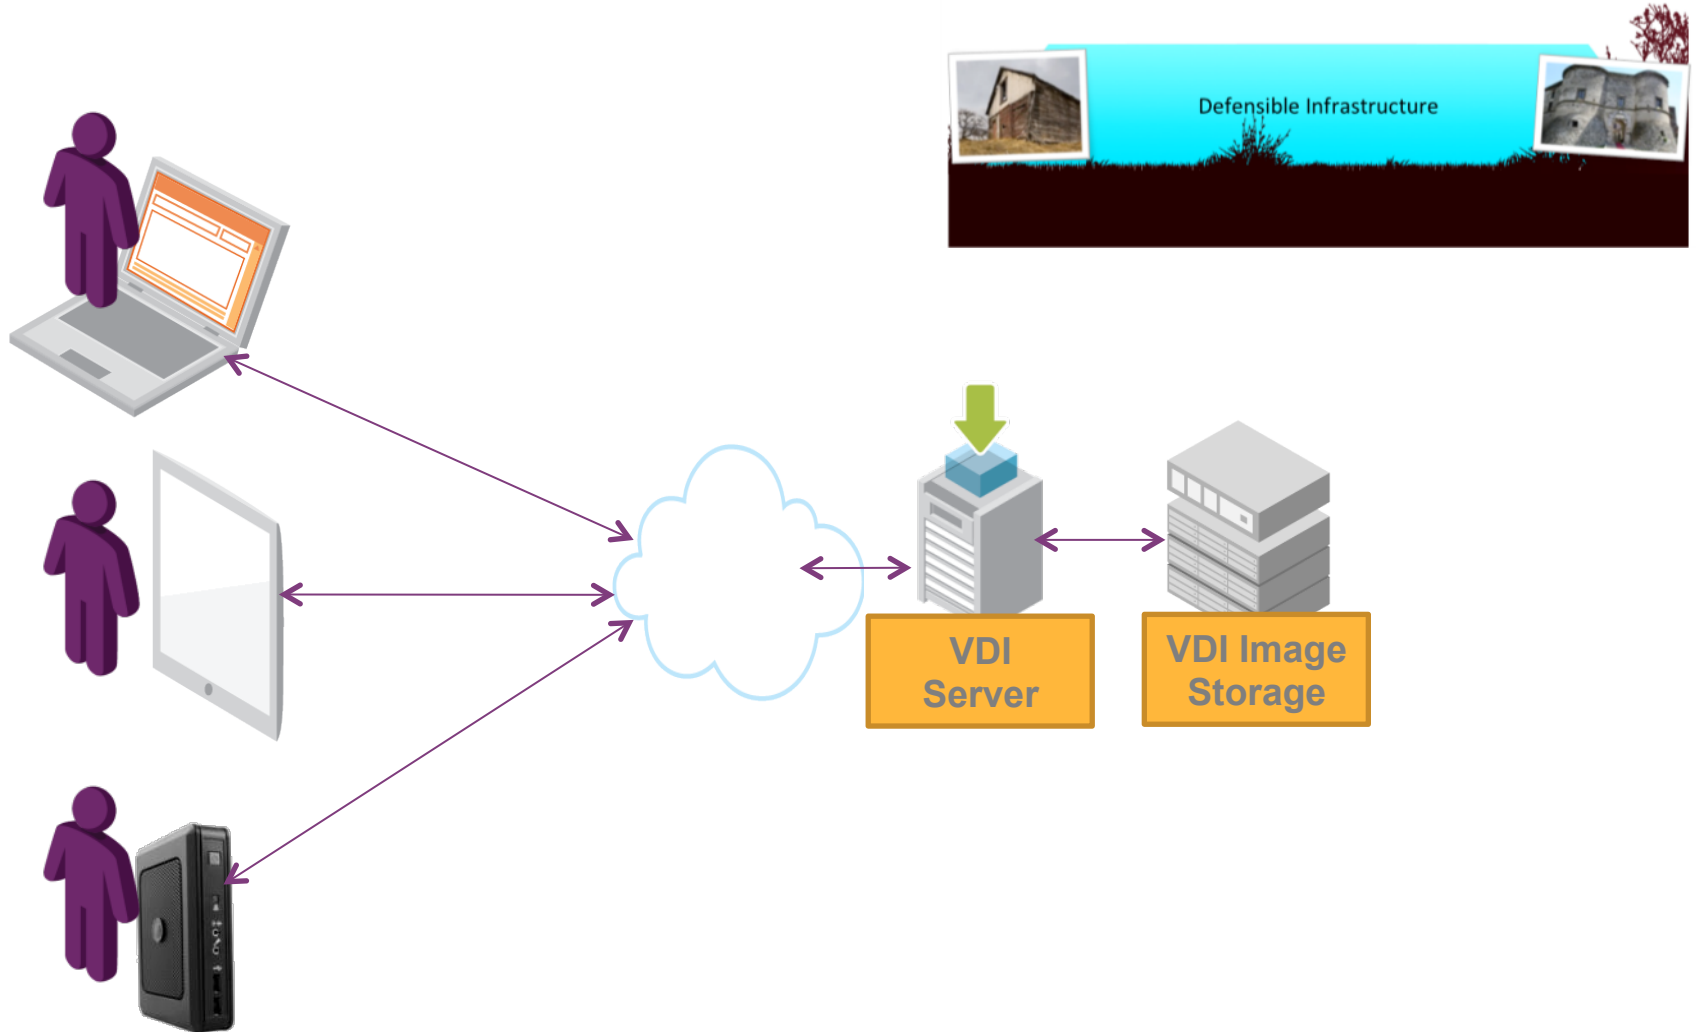 Defensible Infrastructure
VDI
Server
VDI Image
Storage